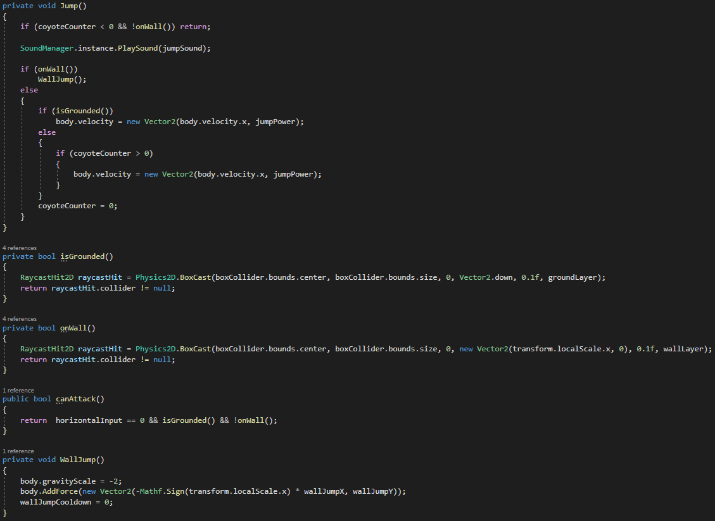 private void Jump()
{
if (coyoteCounter < 0 && !onWall()) return;
SoundManager.instance.PlaySound(jumpSound);
if (onWall())
WallJump();
else
{
if (isGrounded())
body.velocity = new Vector2(body.velocity.x, jumpPower);
else
{
if (coyoteCounter > 0)
{
body.velocity = new Vector2(body.velocity.x, jumpPower);
}
}
coyoteCounter = 0;
}
}
4 references
private bool isGrounded()
{
RaycastHit2D raycastHit = Physics2D.BoxCast(boxCollider.bounds.center, boxCollider.bounds.size, 0, Vector2.down, 0.1f, groundLayer);
return raycastHit.collider != null;
}
4 references
private bool onWall()
{
RaycastHit2D raycastHit = Physics2D.BoxCast(boxCollider.bounds.center, boxCollider.bounds.size, 0, new Vector2(transform.localScale.x, 0), 0.1f, wallLayer);
return raycastHit.collider != null;
}
1 reference
public bool canAttack()
{
return  horizontalInput == 0 && isGrounded() && !onWall();
}
1 reference
private void WallJump()
{
body.gravityScale = -2;
body.AddForce(new Vector2(-Mathf.Sign(transform.localScale.x) * wallJumpX, wallJumpY));
wallJumpCooldown = 0;
}